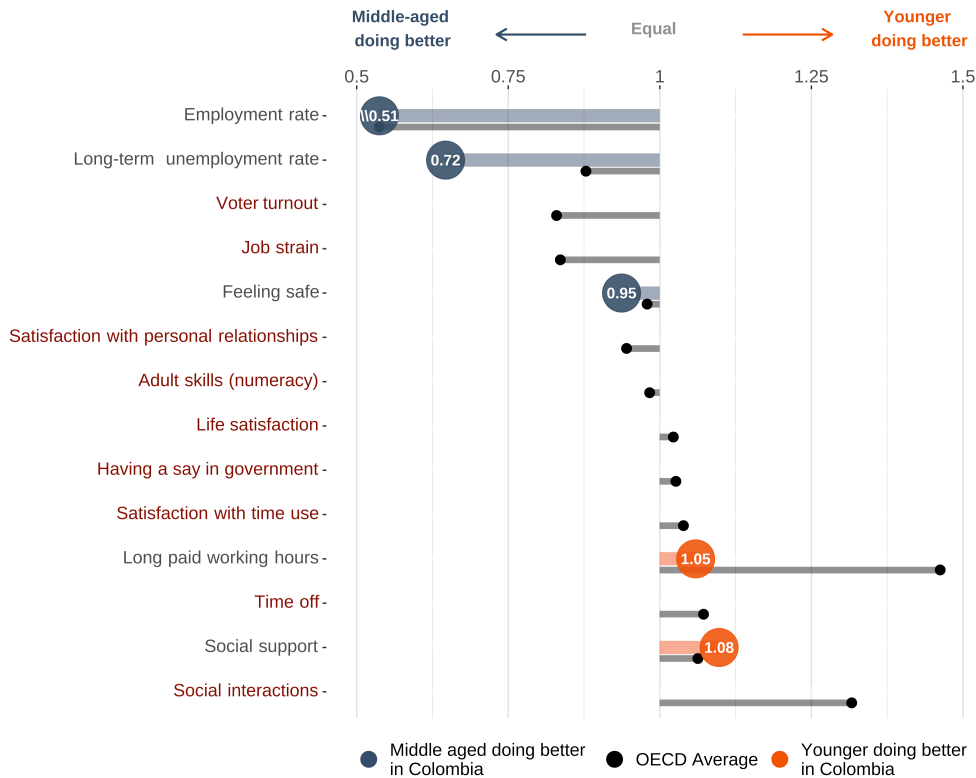 Middle-aged
doing better
Equal
Younger
doing better
0.5 0.75 1 1.25 1.5
Employment rate
\\0.51
Long-term unemployment rate
0.72
Voter turnout
Job strain
Feeling safe
0.95
Satisfaction with personal relationships
Adult skills (numeracy)
Life satisfaction
Having a say in government
Satisfaction with time use
Long paid working hours
1.05
Time off
Social support
1.08
Social interactions
Middle aged doing better
in Colombia
OECD Average
Younger doing better
in Colombia